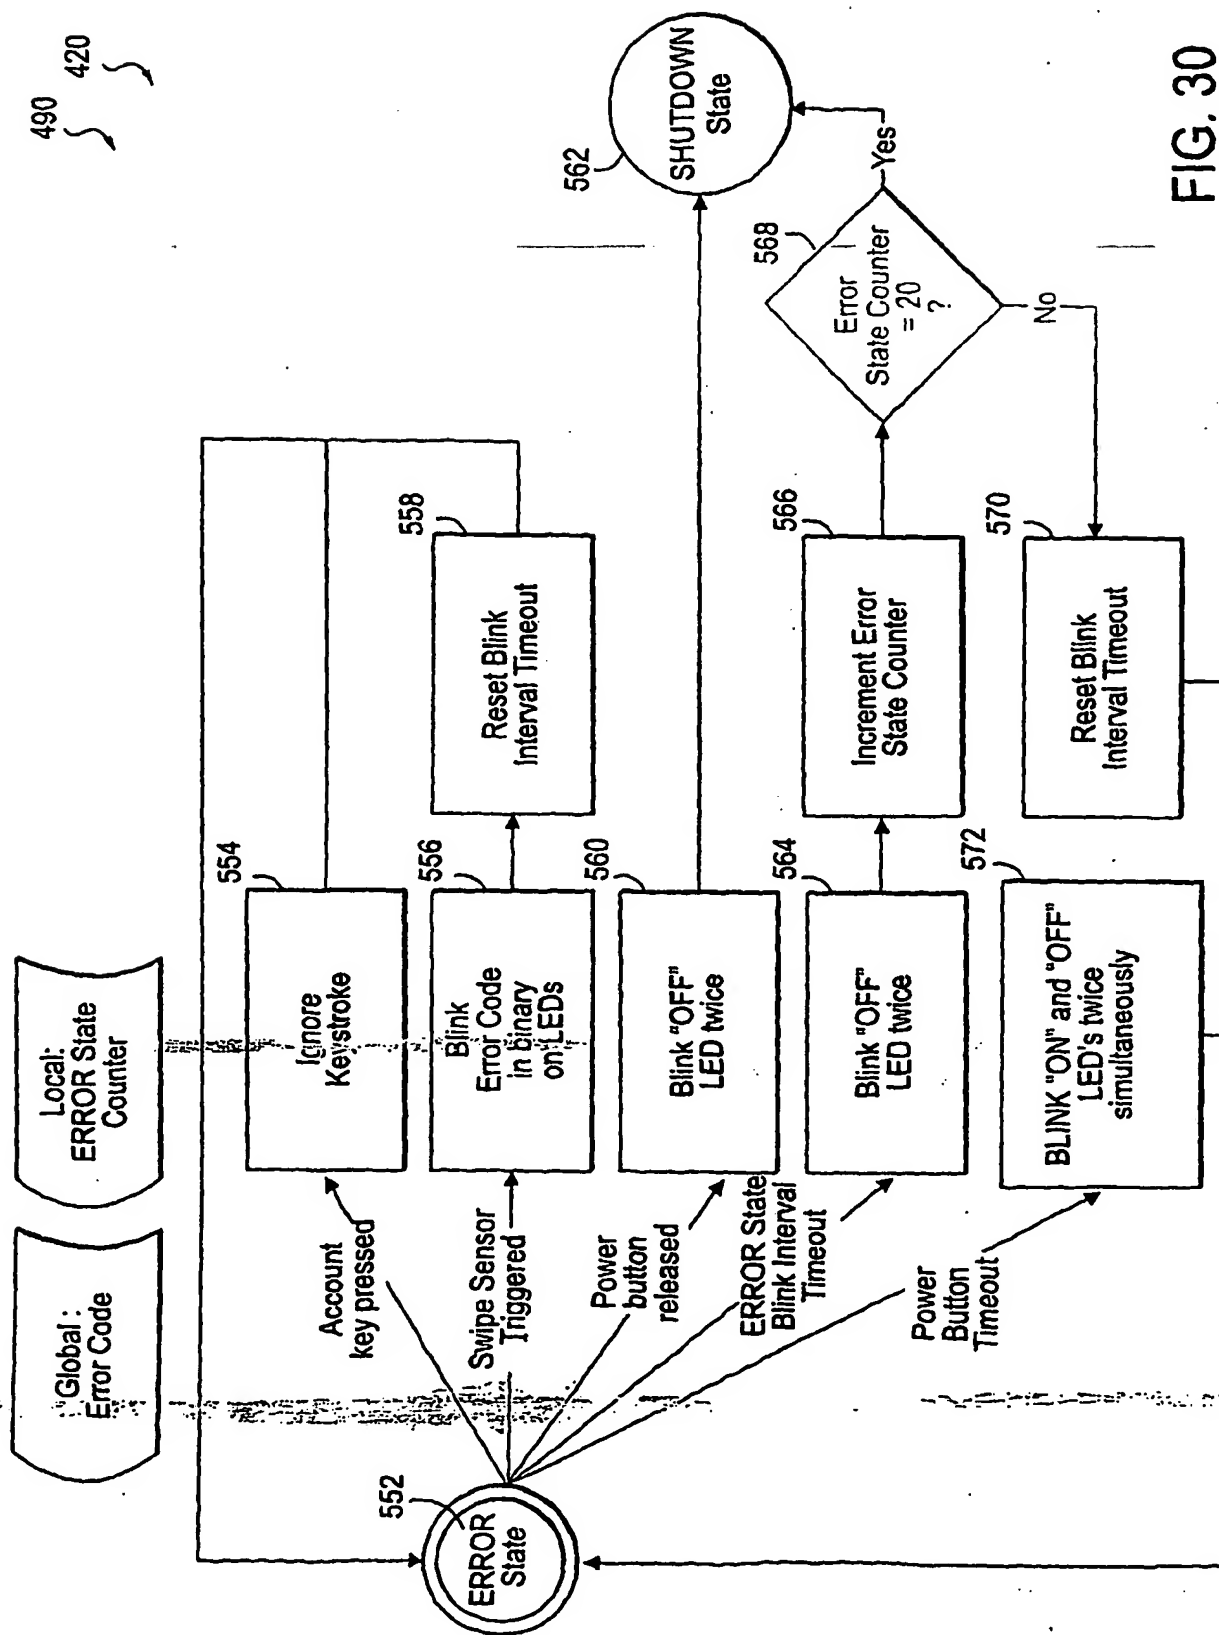 490
420
Global :
Error Code
Local:
ERROR State
Counter
552
ERROR
State
Account
key pressed
554
Ignore
Keystroke
Swipe Sensor
Triggered
556
Blink
Error Code
in binary
on LEDs
558
Reset Blink
Interval Timeout
Power
button
released
560
Blink "OFF"
LED twice
562
SHUTDOWN
State
ERROR State
Blink Interval
Timeout
564
Blink "OFF"
LED twice
566
Increment Error
State Counter
568
Error
State Counter
= 20
?
Yes
No
570
Reset Blink
Interval Timeout
Power
Button
Timeout
572
BLINK "ON" and "OFF"
LED's twice
simultaneously
FIG. 30